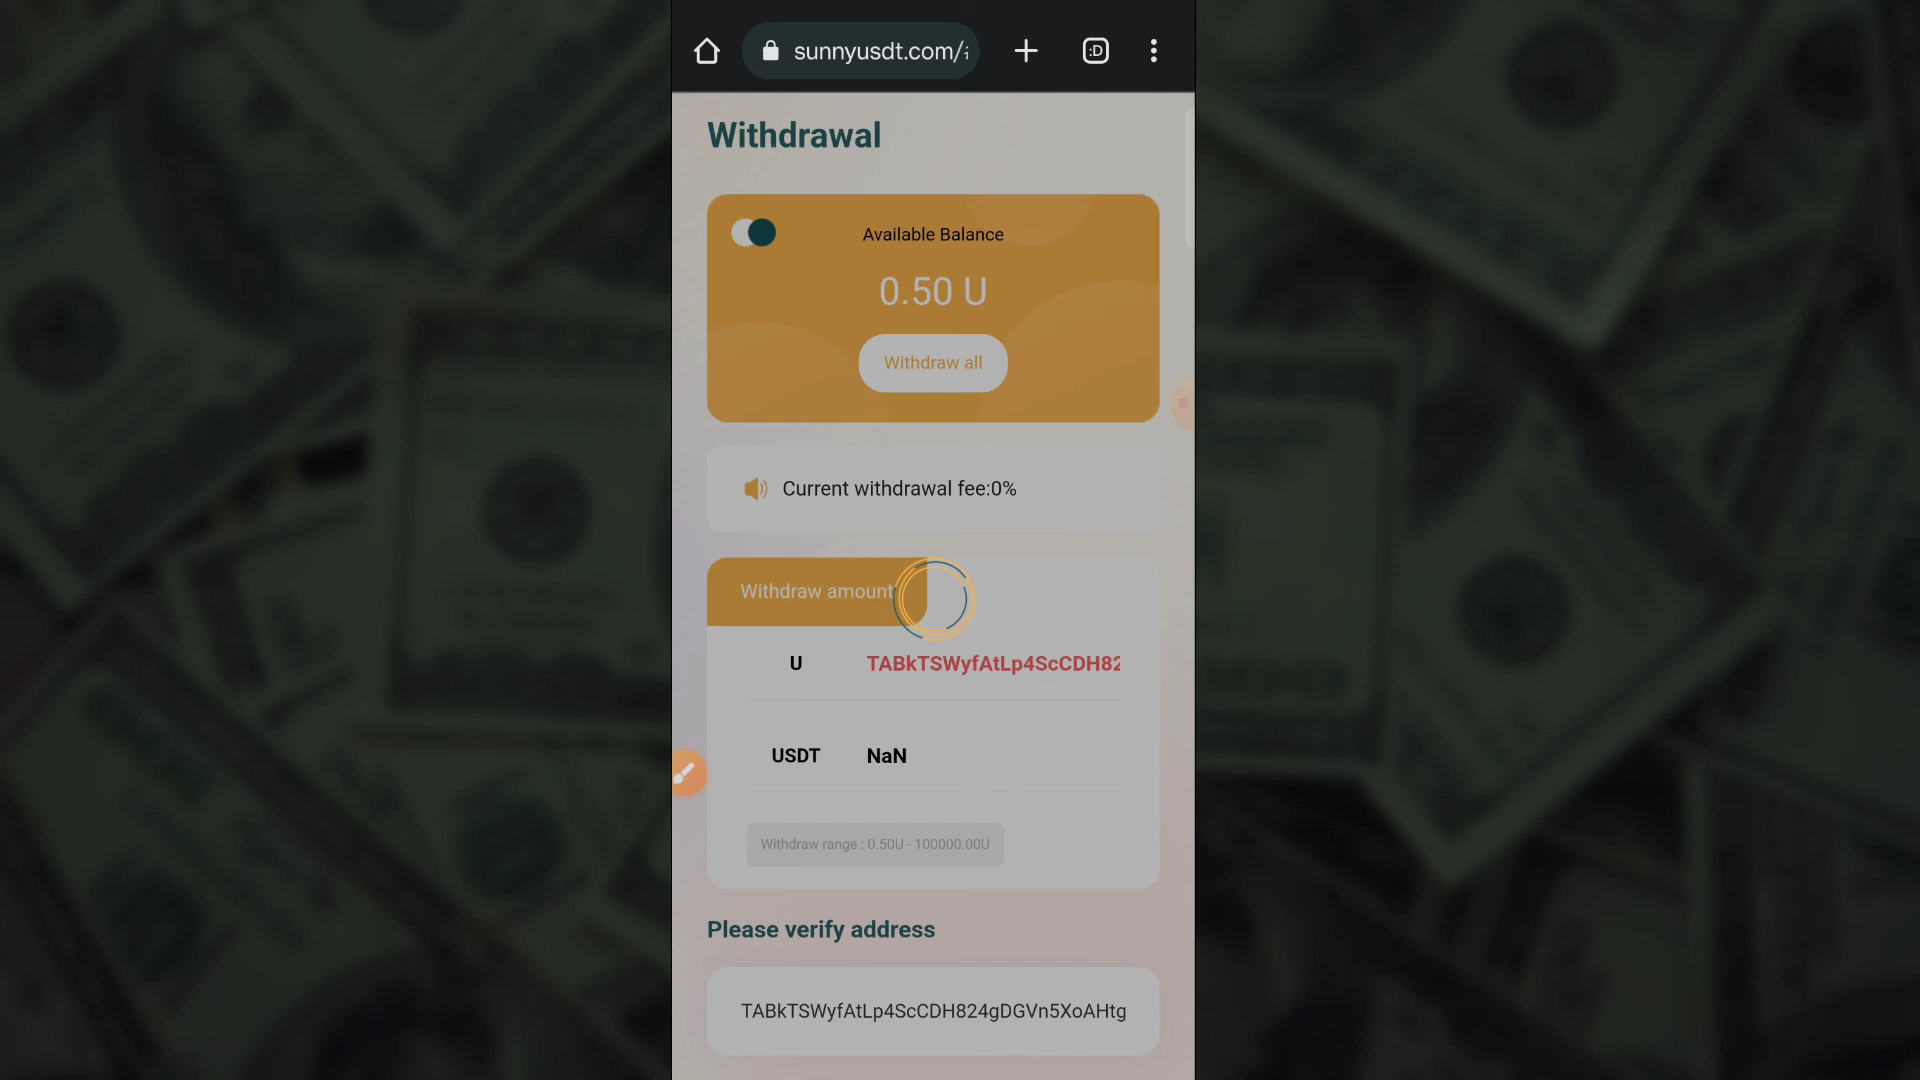 sunnyusdt.com/
:D
Withdrawal
Available Balance
0.50 U
Withdraw all
Current withdrawal fee:0%
Withdraw amount
U TABkTSWyfAtLp4ScCDH82
USDT NaN
Withdraw range : 0.50U - 100000.00U
Please verify address
TABkTSWyfAtLp4ScCDH824gDGVn5XoAHtg